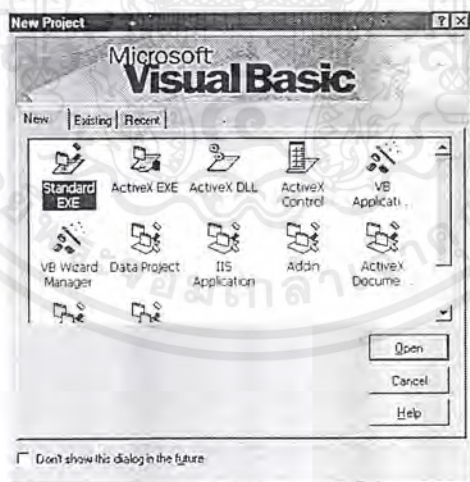 New Project
Microsoft
Visual Basic
New Existing Recent
Standard EXE ActiveX EXE ActiveX DLL ActiveX Control VB Applicati..
VB Wizard Manager Data Project IIS Application Addin ActiveX Docume...
Open
Cancel
Help
Don't show this dialog in the future